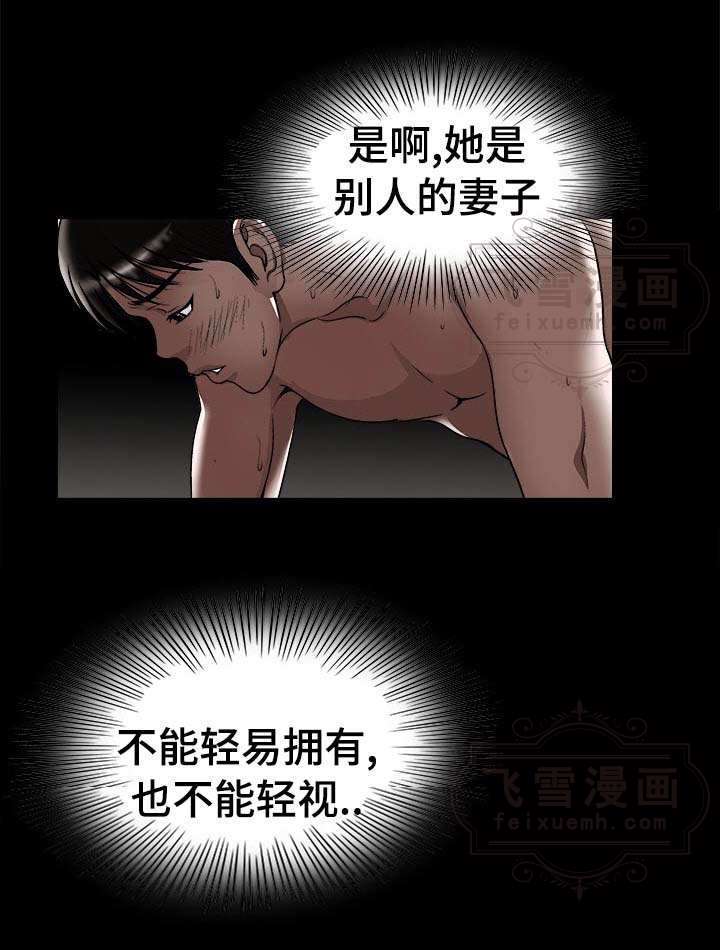 是啊,她是
别人的妻子
飞雪漫画
feixuemh.com
不能轻易拥有,
也不能轻视..
飞雪漫画
feixuemh.com